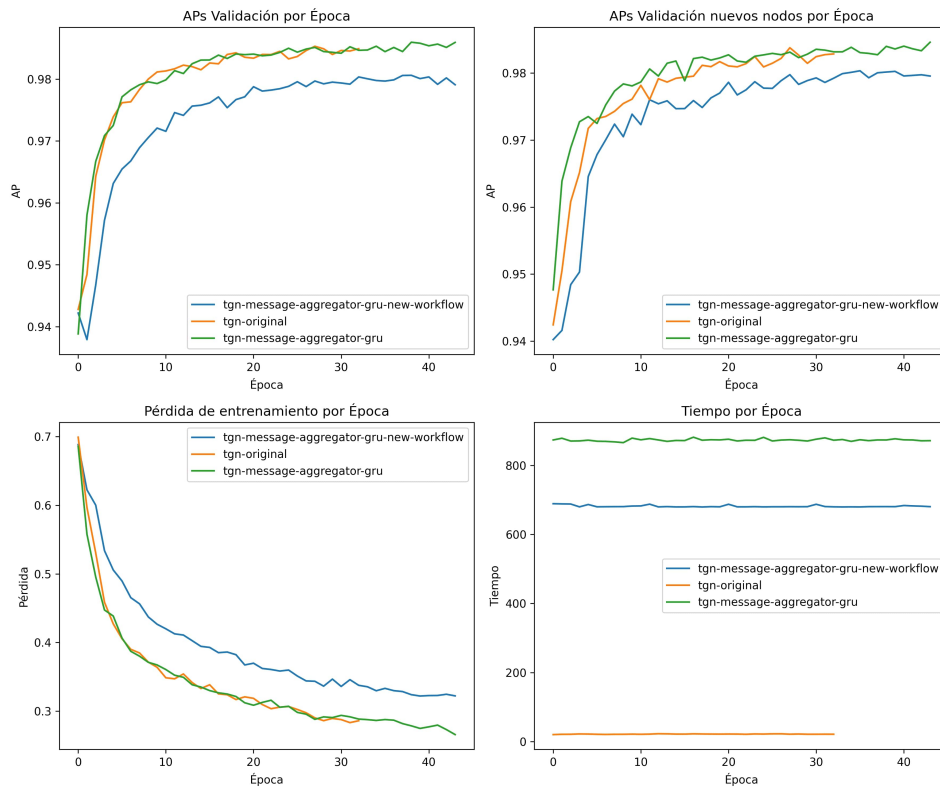 APs Validación por Época
AP
0.98
0.97
0.96
0.95
0.94
tgn-message-aggregator-gru-new-workflow
tgn-original
tgn-message-aggregator-gru
0 10 20 30 40
Época
APs Validación nuevos nodos por Época
AP
0.98
0.97
0.96
0.95
0.94
tgn-message-aggregator-gru-new-workflow
tgn-original
tgn-message-aggregator-gru
0 10 20 30 40
Época
Pérdida de entrenamiento por Época
Pérdida
0.7
0.6
0.5
0.4
0.3
tgn-message-aggregator-gru-new-workflow
tgn-original
tgn-message-aggregator-gru
0 10 20 30 40
Época
Tiempo por Época
Tiempo
800
600
400
200
0
tgn-message-aggregator-gru-new-workflow
tgn-original
tgn-message-aggregator-gru
0 10 20 30 40
Época